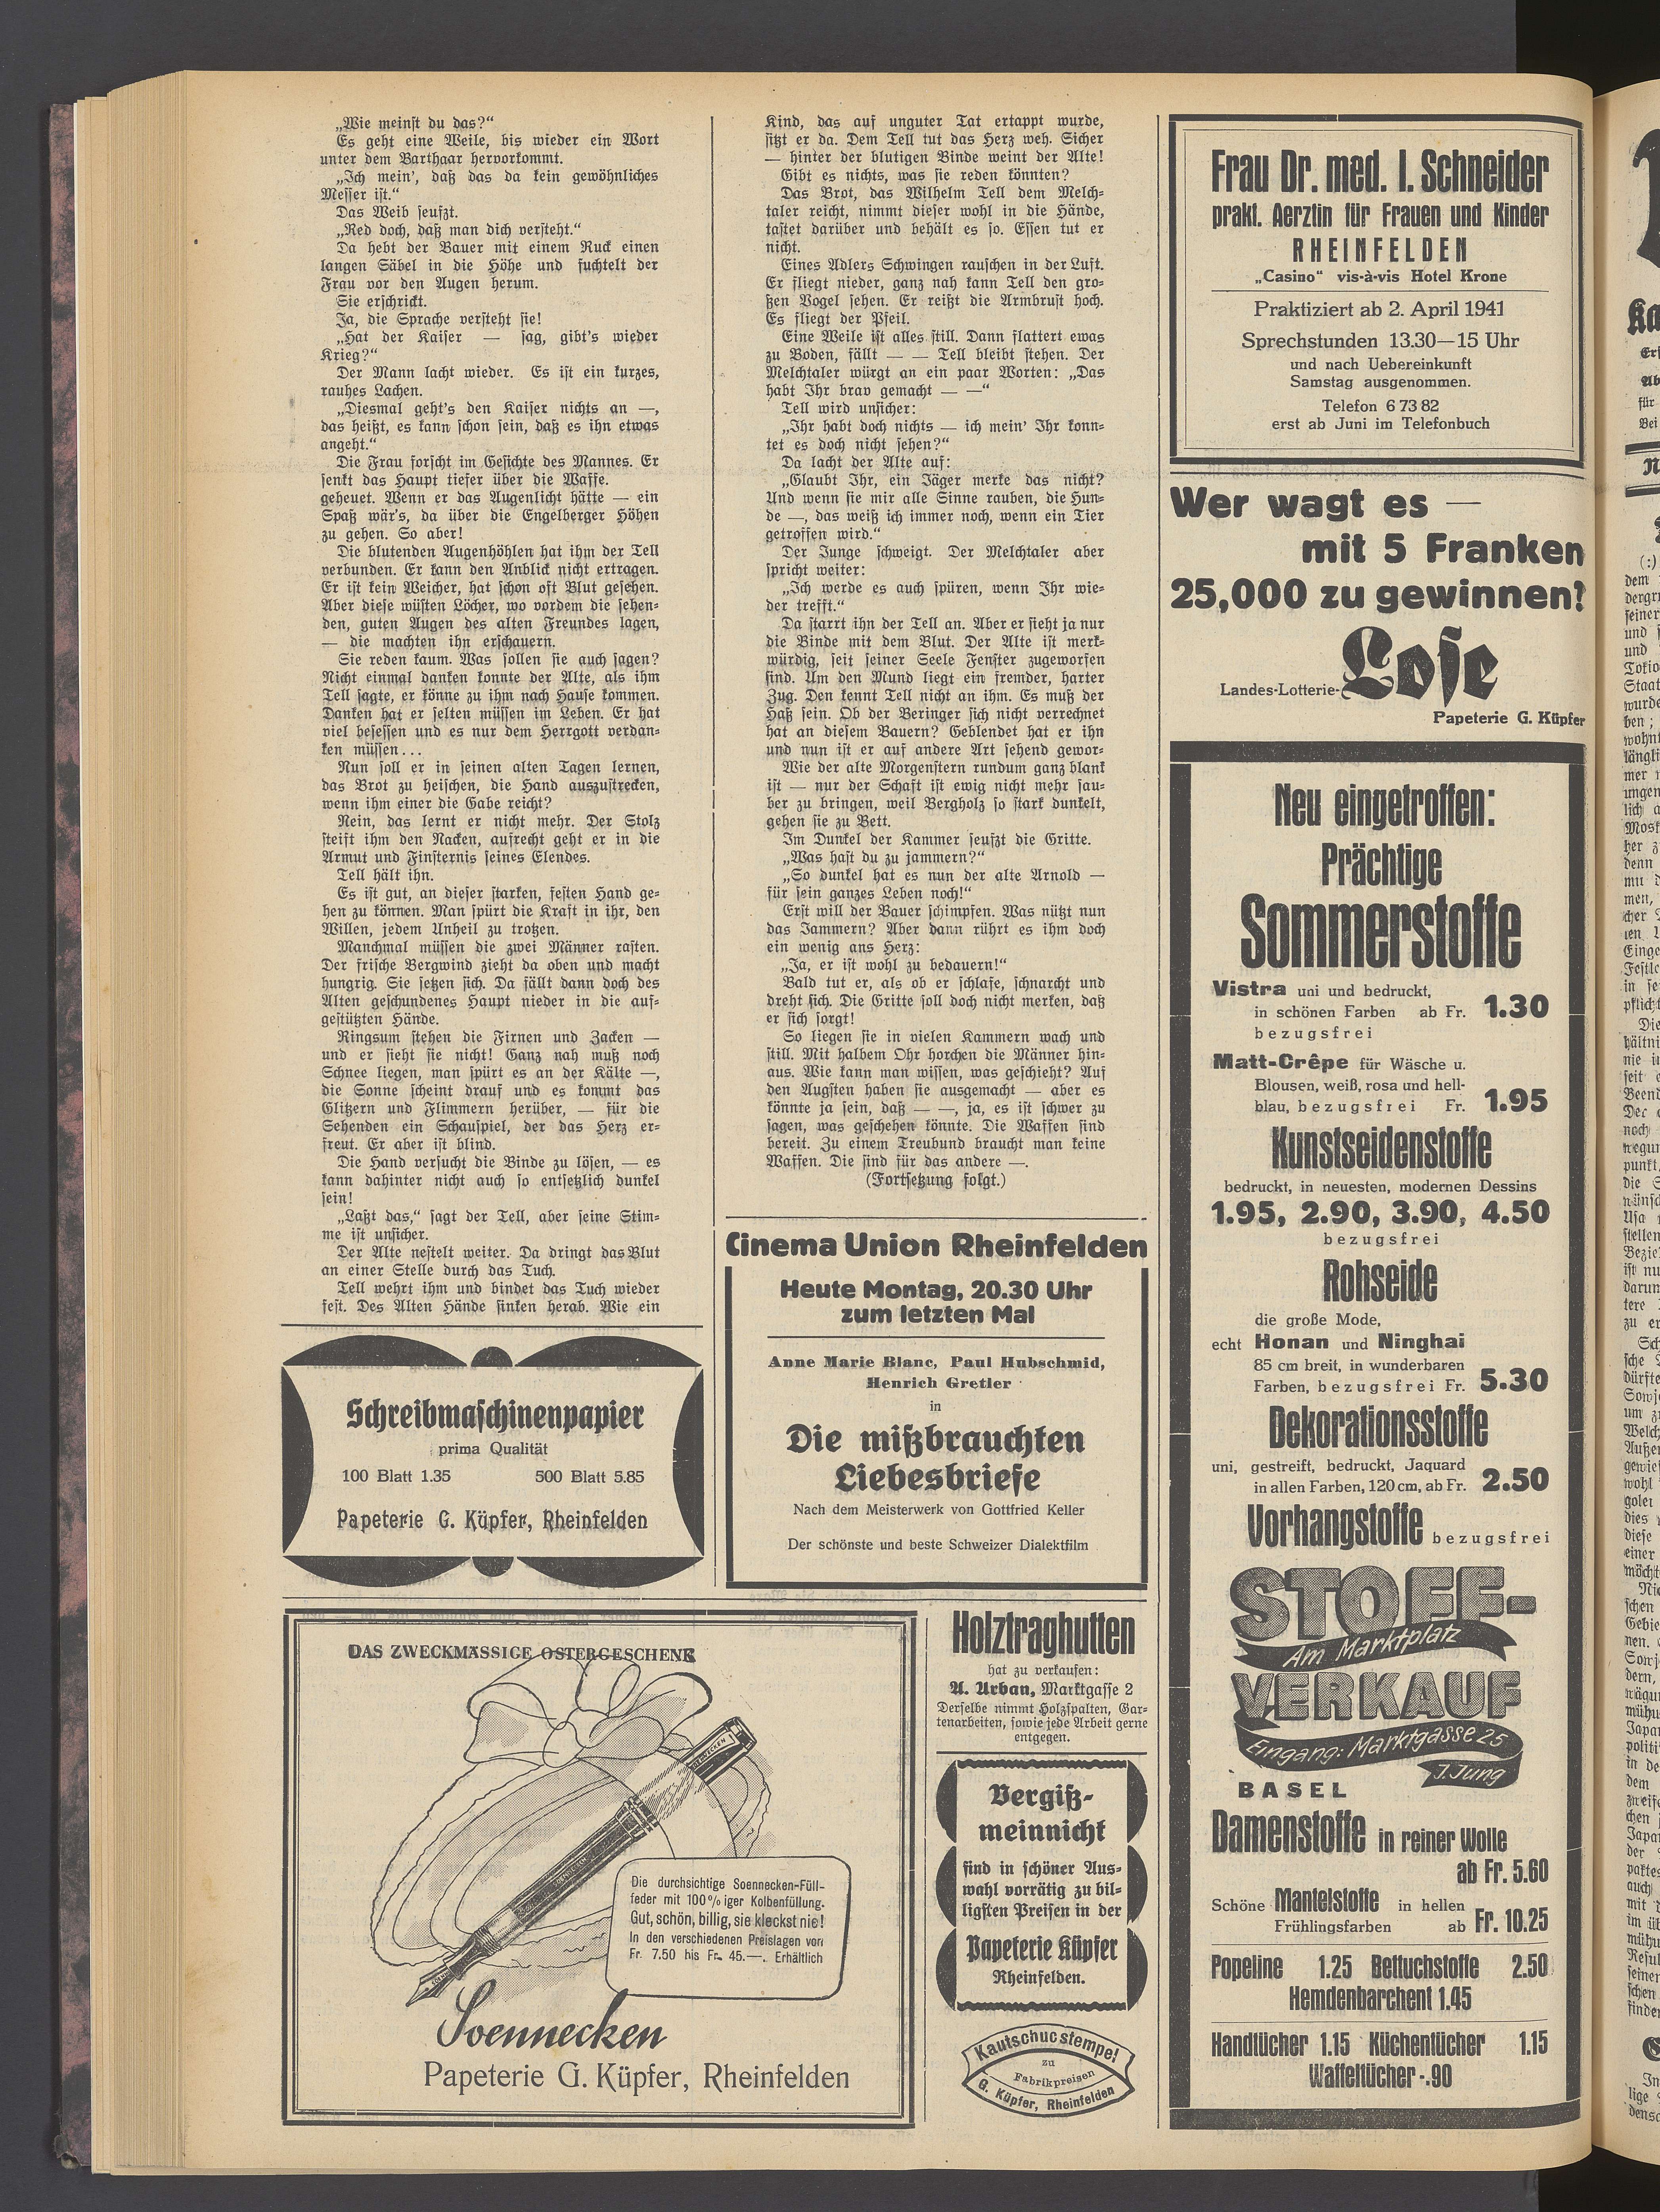 „Wie meinst du das?“
Es geht eine Weile, bis wieder ein Wort
unter dem Barthaar hervorkommt.
„Ich mein', daß das da kein gewöhnliches
Messer ist.“
Das Weib seufzt.
„Red doch, daß man dich versteht.“
Da hebt der Bauer mit einem Ruck einen
langen Säbel in die Höhe und fuchtelt der
Frau vor den Augen herum.
Sie erschrickt.
Ja, die Sprache versteht sie!
„Hat der Kaiser — sag, gibt's wieder
Krieg?“
Der Mann lacht wieder. Es ist ein kurzes,
rauhes Lachen.
„Diesmal geht's den Kaiser nichts an —,
das heißt, es kann schon sein, daß es ihn etwas
angeht.“
Die Frau forscht im Gesichte des Mannes. Er
senkt das Haupt tiefer über die Waffe.
geheuet. Wenn er das Augenlicht hätte — ein
Spaß wär's, da über die Engelberger Höhen
zu gehen. So aber!
Die blutenden Augenhöhlen hat ihm der Tell
verbunden. Er kann den Anblick nicht ertragen.
Er ist kein Weicher, hat schon oft Blut gesehen.
Aber diese wüsten Löcher, wo vordem die sehen-
den, guten Augen des alten Freundes lagen,
— die machten ihn erschauern.
Sie reden kaum. Was sollen sie auch sagen?
Nicht einmal danken konnte der Alte, als ihm
Tell sagte, er könne zu ihm nach Hause kommen.
Danken hat er selten müssen im Leben. Er hat
viel besessen und es nur dem Herrgott verdan-
ken müssen...
Nun soll er in seinen alten Tagen lernen,
das Brot zu heischen, die Hand auszustrecken,
wenn ihm einer die Gabe reicht?
Nein, das lernt er nicht mehr. Der Stolz
steift ihm den Nacken, aufrecht geht er in die
Armut und Finsternis seines Elendes.
Tell hält ihn.
Es ist gut, an dieser starken, festen Hand ge-
hen zu können. Man spürt die Kraft in ihr, den
Willen, jedem Unheil zu trotzen.
Manchmal müssen die zwei Männer rasten.
Der frische Bergwind zieht da oben und macht
hungrig. Sie setzen sich. Da fällt dann doch des
Alten geschundenes Haupt nieder in die auf-
gestützten Hände.
Ringsum stehen die Firnen und Zacken —
und er sieht sie nicht! Ganz nah muß noch
Schnee liegen, man spürt es an der Kälte —,
die Sonne scheint drauf und es kommt das
Glitzern und Flimmern herüber, — für die
Sehenden ein Schauspiel, der das Herz er-
freut. Er aber ist blind.
Die Hand versucht die Binde zu lösen, — es
kann dahinter nicht auch so entsetzlich dunkel
sein!
„Laßt das,“ sagt der Tell, aber seine Stim-
me ist unsicher.
Der Alte nestelt weiter. Da dringt das Blut
an einer Stelle durch das Tuch.
Tell wehrt ihm und bindet das Tuch wieder
fest. Des Alten Hände sinken herab. Wie ein
Kind, das auf unguter Tat ertappt wurde,
sitzt er da. Dem Tell tut das Herz weh. Sicher
— hinter der blutigen Binde weint der Alte!
Gibt es nichts, was sie reden könnten?
Das Brot, das Wilhelm Tell dem Melch-
taler reicht, nimmt dieser wohl in die Hände,
tastet darüber und behält es so. Essen tut er
nicht.
Eines Adlers Schwingen rauschen in der Luft.
Er fliegt nieder, ganz nah kann Tell den gro-
ßen Vogel sehen. Er reißt die Armbrust hoch.
Es fliegt der Pfeil.
Eine Weile ist alles still. Dann flattert ewas
zu Boden, fällt — — Tell bleibt stehen. Der
Melchtaler würgt an ein paar Worten: „Das
habt Ihr brav gemacht — —“
Tell wird unsicher:
„Ihr habt doch nichts — ich mein' Ihr konn-
tet es doch nicht sehen?“
Da lacht der Alte auf:
„Glaubt Ihr, ein Jäger merke das nicht?
Und wenn sie mir alle Sinne rauben, die Hun-
de —, das weiß ich immer noch, wenn ein Tier
getroffen wird.“
Der Junge schweigt. Der Melchtaler aber
spricht weiter:
„Ich werde es auch spüren, wenn Ihr wie-
der trefft.“
Da starrt ihn der Tell an. Aber er sieht ja nur
die Binde mit dem Blut. Der Alte ist merk-
würdig, seit seiner Seele Fenster zugeworfen
sind. Um den Mund liegt ein fremder, harter
Zug. Den kennt Tell nicht an ihm. Es muß der
Haß sein. Ob der Beringer sich nicht verrechnet
hat an diesem Bauern? Geblendet hat er ihn
und nun ist er auf andere Art sehend gewor-
Wie der alte Morgenstern rundum ganz blank
ist — nur der Schaft ist ewig nicht mehr sau-
ber zu bringen, weil Bergholz so stark dunkelt,
gehen sie zu Bett.
Im Dunkel der Kammer seufzt die Gritte.
„Was hast du zu jammern?“
„So dunkel hat es nun der alte Arnold —
für sein ganzes Leben noch!“
Erst will der Bauer schimpfen. Was nützt nun
das Jammern? Aber dann rührt es ihm doch
ein wenig ans Herz:
„Ja, er ist wohl zu bedauern!“
Bald tut er, als ob er schlafe, schnarcht und
dreht sich. Die Gritte soll doch nicht merken, daß
er sich sorgt!
So liegen sie in vielen Kammern wach und
still. Mit halbem Ohr horchen die Männer hin-
aus. Wie kann man wissen, was geschieht? Auf
den Augsten haben sie ausgemacht — aber es
könnte ja sein, daß — —, ja, es ist schwer zu
sagen, was geschehen könnte. Die Waffen sind
bereit. Zu einem Treubund braucht man keine
Waffen. Die sind für das andere —.
(Fortsetzung folgt.)
Schreibmaschinenpapier
prima Qualität
100 Blatt 1.35 500 Blatt 5.85
Papeterie G. Küpfer, Rheinfelden
Cinema Union Rheinfelden
Heute Montag, 20.30 Uhr
zum letzten Mal
Anne Marie Blanc, Paul Hubschmid,
Henrich Gretler
in
Die mißbrauchten
Liebesbriefe
Nach dem Meisterwerk von Gottfried Keller
Der schönste und beste Schweizer Dialektfilm
DAS ZWECKMÄSSIGE OSTERGESCHENK
SOENNECKEN
Die durchsichtige Soennecken-Füll-
feder mit 100%iger Kolbenfüllung.
Gut, schön, billig, sie kleckst nie!
In den verschiedenen Preislagen von
Fr. 7.50 bis Fr. 45.—. Erhältlich
Soennecken
Papeterie G. Küpfer, Rheinfelden
Holztraghutten
hat zu verkaufen:
A. Urban, Marktgasse 2
Derselbe nimmt Holzspalten, Gar-
tenarbeiten, sowie jede Arbeit gerne
entgegen.
Vergiß-
meinnicht
sind in schöner Aus-
wahl vorrätig zu bil-
ligsten Preisen in der
Papeterie Küpfer
Rheinfelden.
Kautschucstempel
zu
Fabrikpreisen
G. Küpfer, Rheinfelden
Frau Dr. med. I. Schneider
prakt. Aerztin für Frauen und Kinder
RHEINFELDEN
„Casino“ vis-à-vis Hotel Krone
Praktiziert ab 2. April 1941
Sprechstunden 13.30—15 Uhr
und nach Uebereinkunft
Samstag ausgenommen.
Telefon 6 73 82
erst ab Juni im Telefonbuch
Wer wagt es —
mit 5 Franken
25,000 zu gewinnen?
Landes-Lotterie-Lose
Papeterie G. Küpfer
Neu eingetroffen:
Prächtige
Sommerstoffe
Vistra uni und bedruckt,
in schönen Farben ab Fr. 1.30
bezugsfrei
Matt-Crêpe für Wäsche u.
Blousen, weiß, rosa und hell-
blau, bezugsfrei Fr. 1.95
Kunstseidenstoffe
bedruckt, in neuesten, modernen Dessins
1.95, 2.90, 3.90, 4.50
bezugsfrei
Rohseide
die große Mode,
echt Honan und Ninghai
85 cm breit, in wunderbaren
Farben, bezugsfrei Fr. 5.30
Dekorationsstoffe
uni, gestreift, bedruckt, Jaquard
in allen Farben, 120 cm, ab Fr. 2.50
Vorhangstoffe bezugsfrei
STOFF-
Am Marktplatz
VERKAUF
Eingang: Marktgasse 25
J. Jung
BASEL
Damenstoffe in reiner Wolle
ab Fr. 5.60
Schöne Mantelstoffe in hellen
Frühlingsfarben ab Fr. 10.25
Popeline 1.25 Bettuchstoffe 2.50
Hemdenbarchent 1.45
Handtücher 1.15 Küchentücher 1.15
Waffeltücher -.90